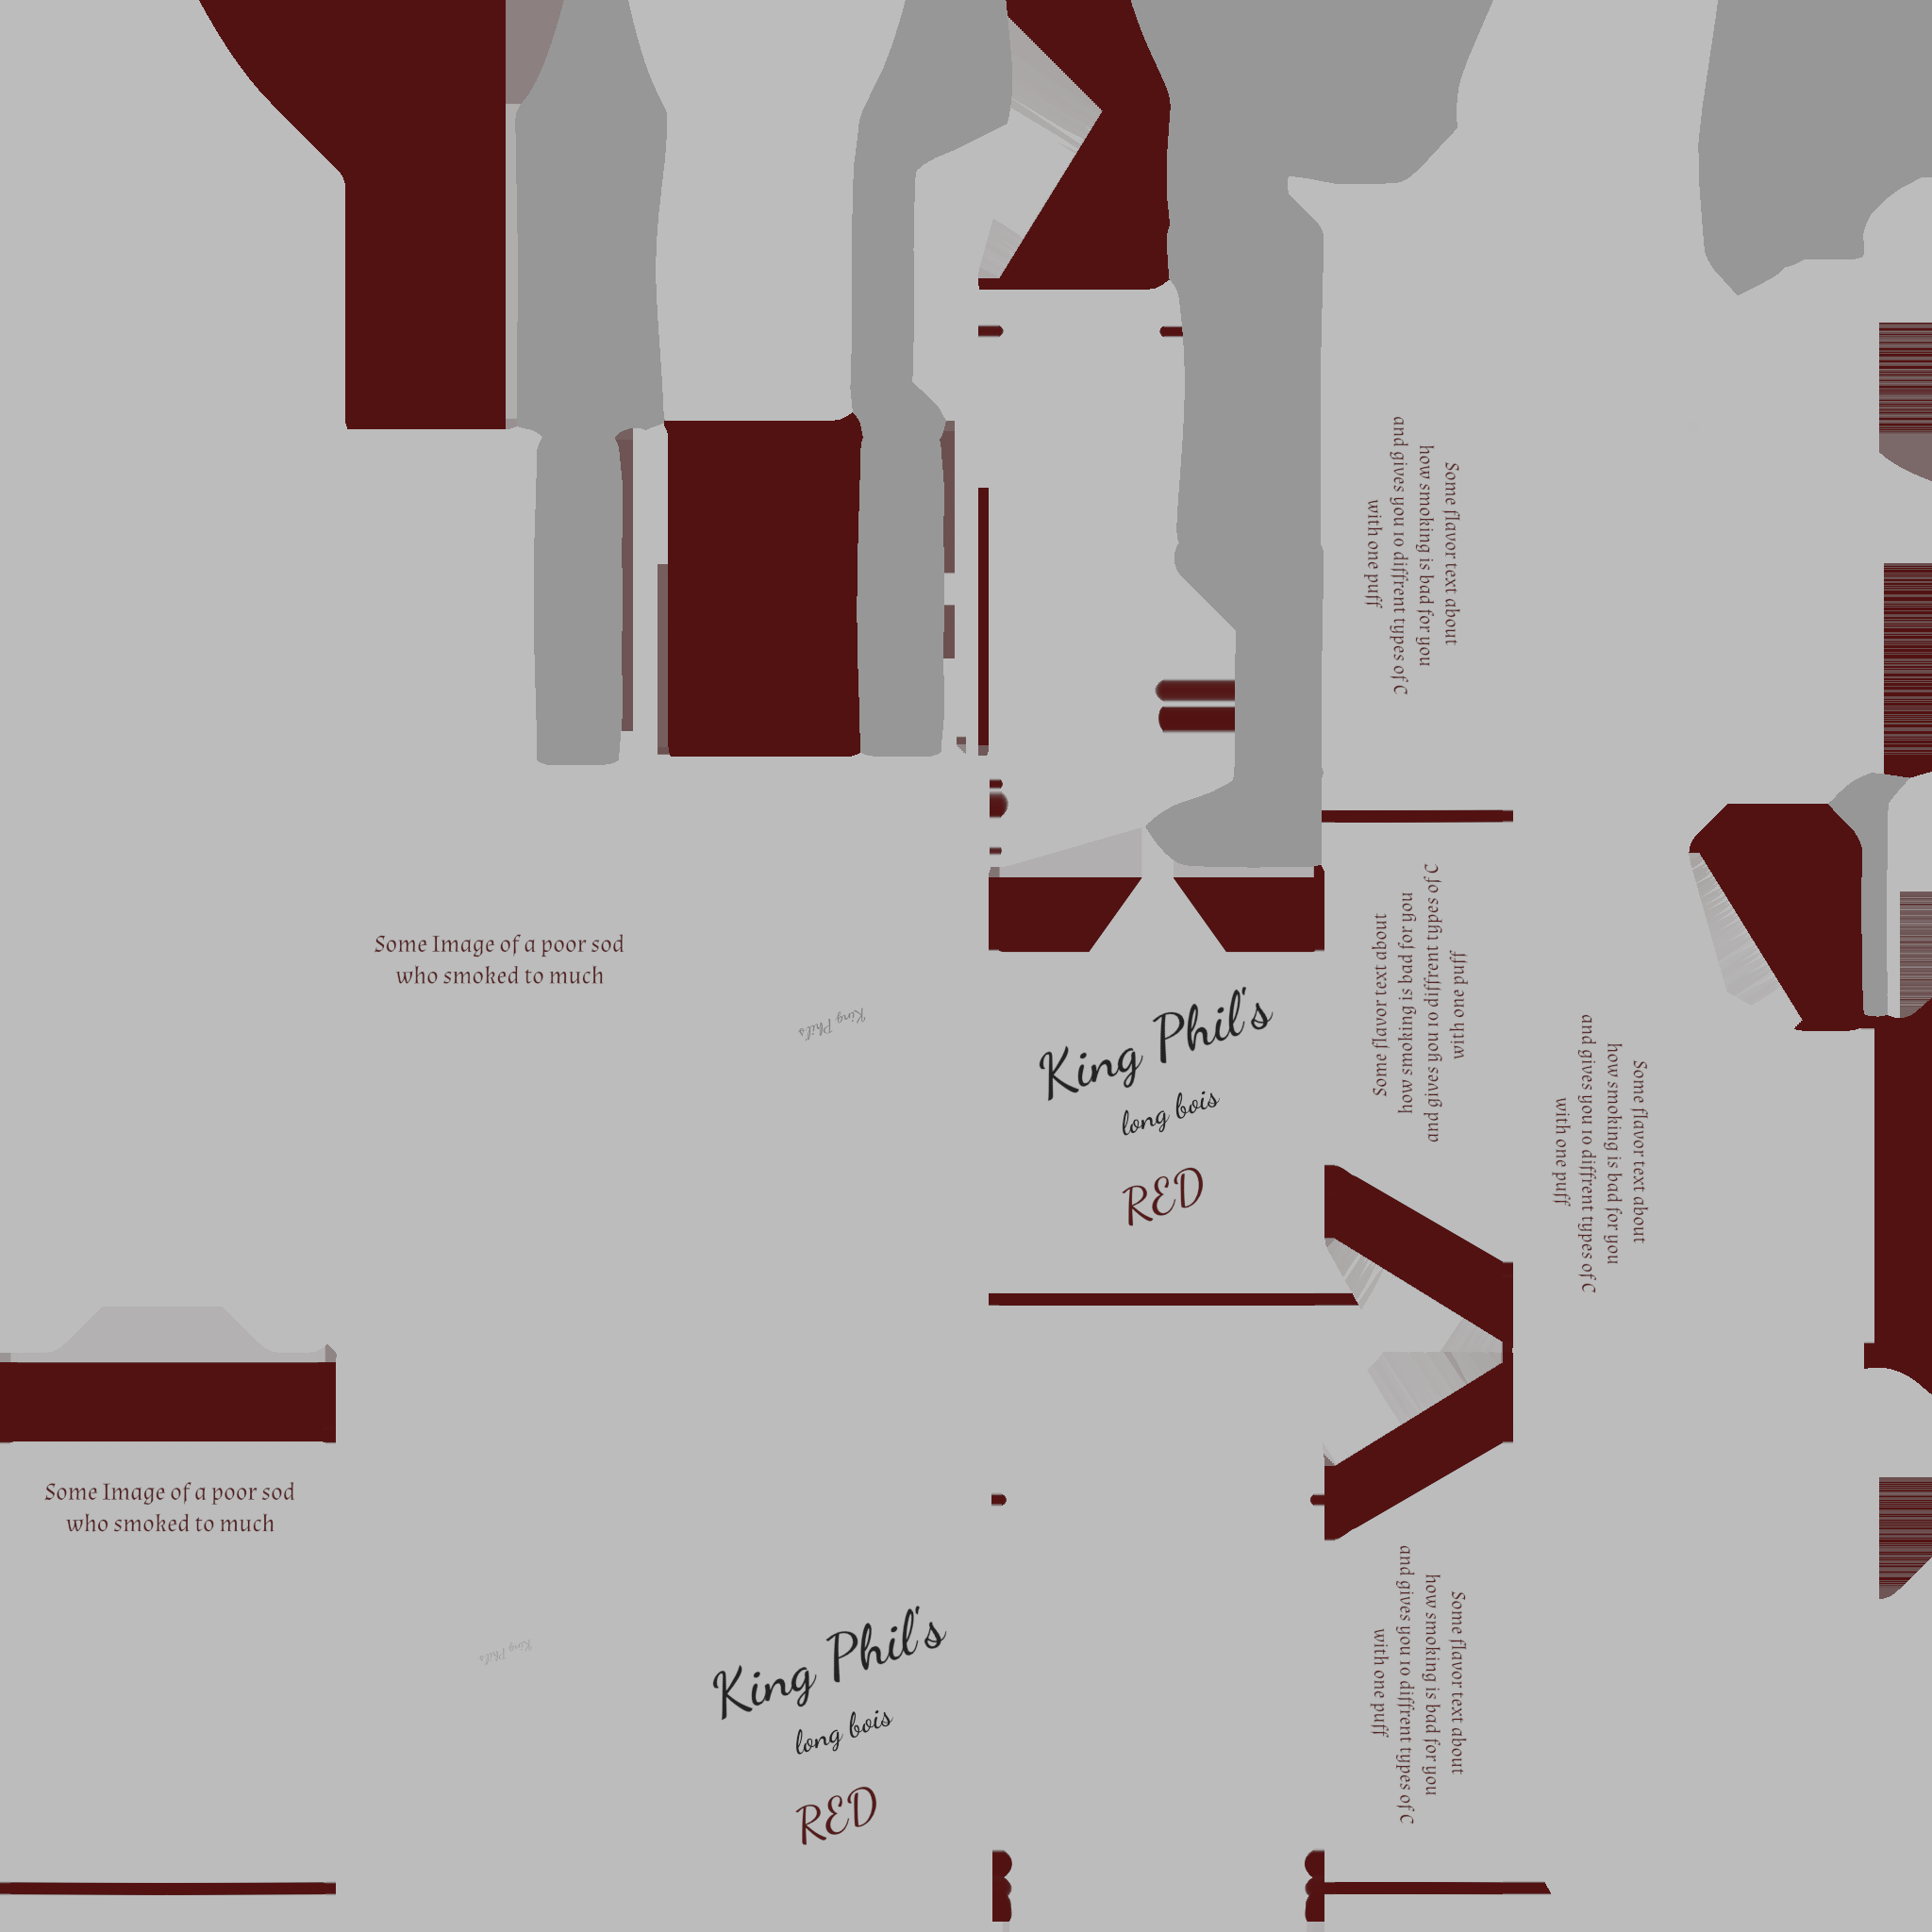 Some flavor text about
how smoking is bad for you
and gives you 10 diffrent types of C
with one puff
Some Image of a poor sod
who smoked to much
King Phil's
King Phil's
long bois
RED
Some flavor text about
how smoking is bad for you
and gives you 10 diffrent types of C
with one puff
Some flavor text about
how smoking is bad for you
and gives you 10 diffrent types of C
with one puff
Some Image of a poor sod
who smoked to much
King Phil's
King Phil's
long bois
RED
Some flavor text about
how smoking is bad for you
and gives you 10 diffrent types of C
with one puff